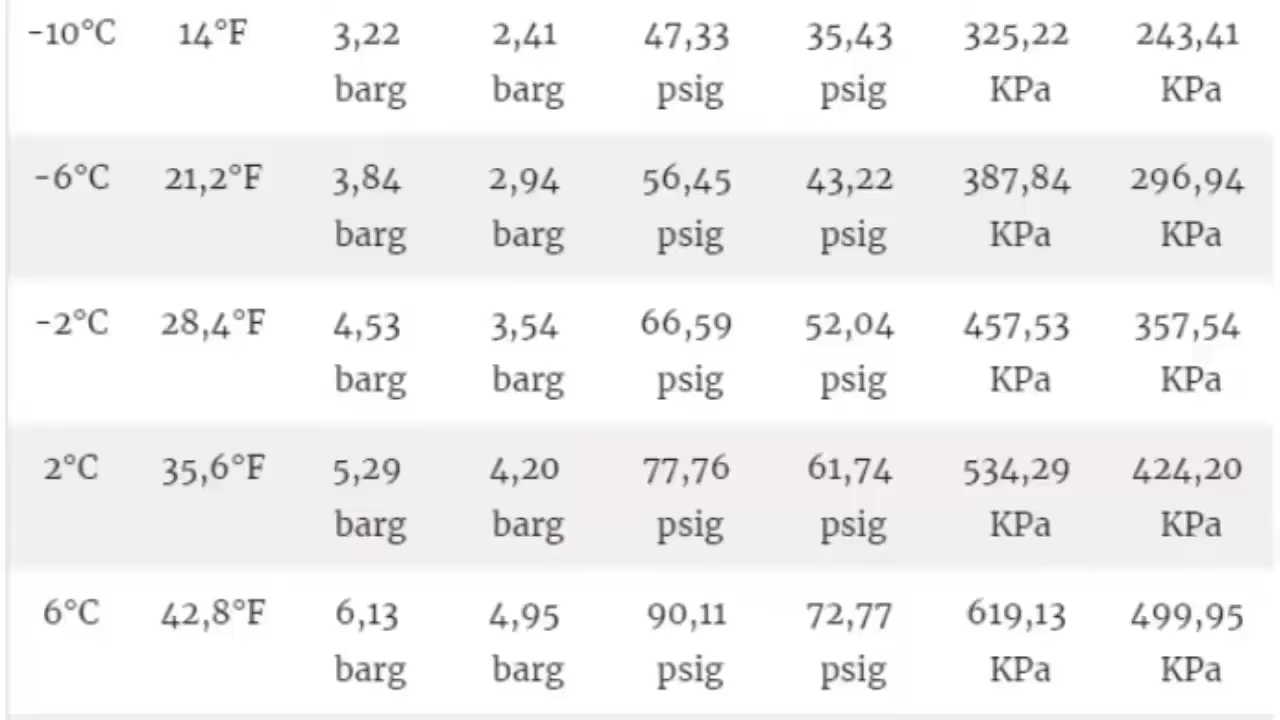 -10°C 14°F 3,22 2,41 47,33 35,43 325,22 243,41
barg barg psig psig KPa KPa
-6°C 21,2°F 3,84 2,94 56,45 43,22 387,84 296,94
barg barg psig psig KPa KPa
-2°C 28,4°F 4,53 3,54 66,59 52,04 457,53 357,54
barg barg psig psig KPa KPa
2°C 35,6°F 5,29 4,20 77,76 61,74 534,29 424,20
barg barg psig psig KPa KPa
6°C 42,8°F 6,13 4,95 90,11 72,77 619,13 499,95
barg barg psig psig KPa KPa